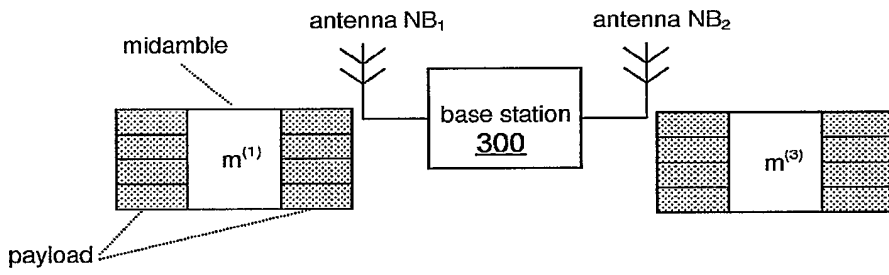 antenna NB₁
antenna NB₂
midamble
base station
300
m⁽¹⁾
m⁽³⁾
payload